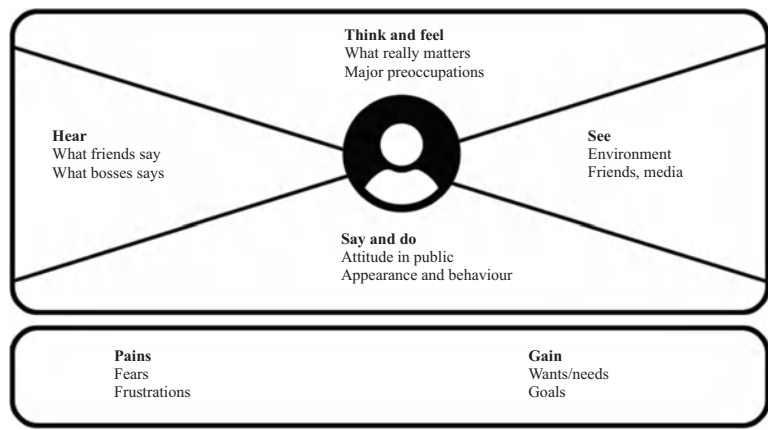 Think and feel
What really matters
Major preoccupations
Hear
What friends say
What bosses says
See
Environment
Friends, media
Say and do
Attitude in public
Appearance and behaviour
Pains
Fears
Frustrations
Gain
Wants/needs
Goals